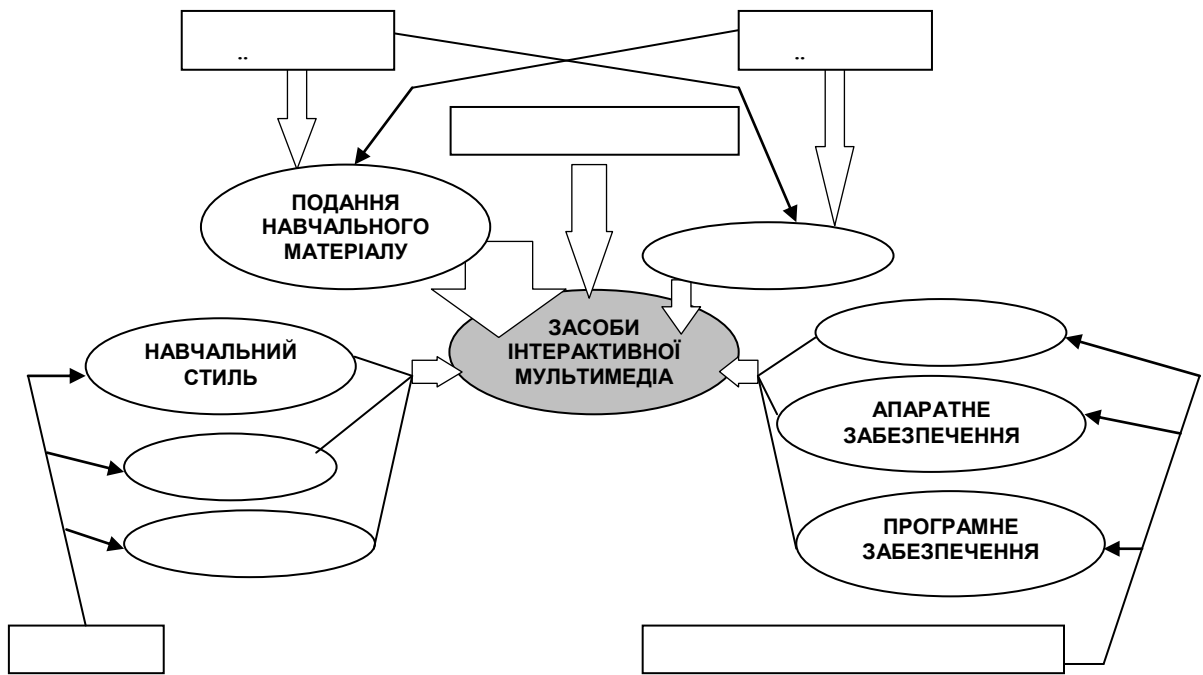 ПОДАННЯ
НАВЧАЛЬНОГО
МАТЕРІАЛУ
ЗАСОБИ
ІНТЕРАКТИВНОЇ
МУЛЬТИМЕДІА
НАВЧАЛЬНИЙ
СТИЛЬ
АПАРАТНЕ
ЗАБЕЗПЕЧЕННЯ
ПРОГРАМНЕ
ЗАБЕЗПЕЧЕННЯ